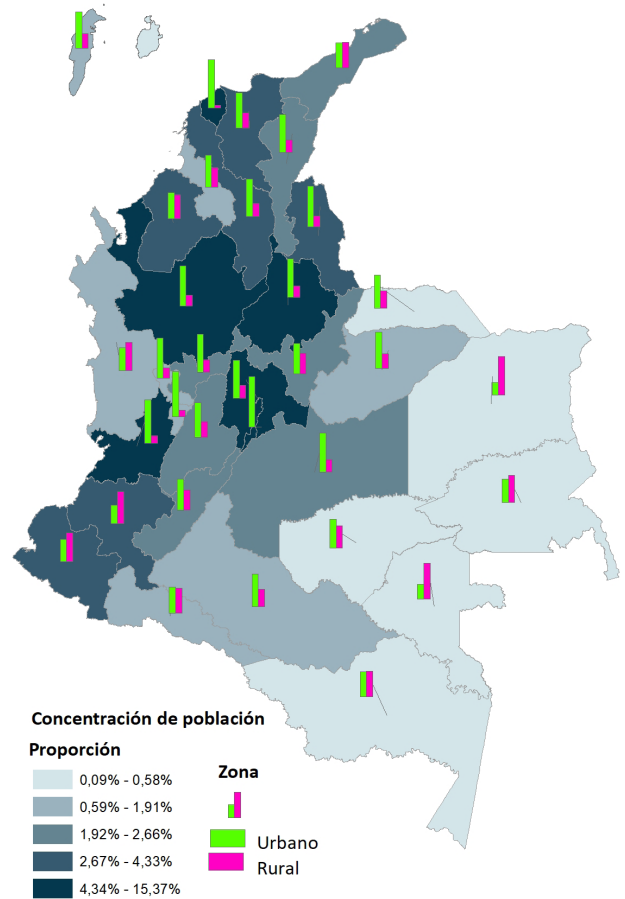 Concentración de población
Proporción
0,09% - 0,58%
0,59% - 1,91%
1,92% - 2,66%
2,67% - 4,33%
4,34% - 15,37%
Zona
Urbano
Rural